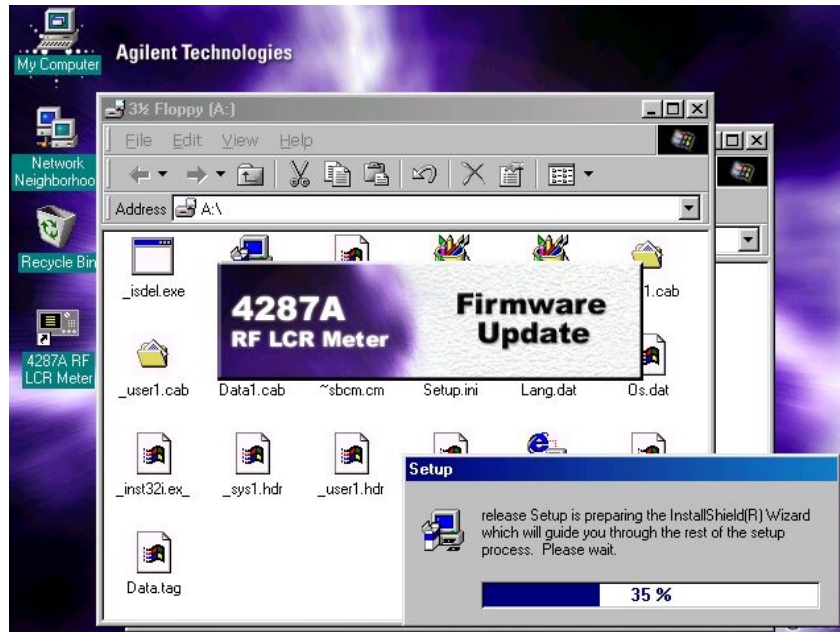 My Computer
Agilent Technologies
3½ Floppy (A:)
File Edit View Help
Address A:\
Network
Neighborhoo
Recycle Bin
4287A RF
LCR Meter
_isdel.exe
1.cab
4287A
RF LCR Meter
Firmware
Update
_user1.cab Data1.cab ~sbcm.cm Setup.ini Lang.dat Os.dat
_inst32i.ex_ _sys1.hdr _user1.hdr
Data.tag
Setup
release Setup is preparing the InstallShield(R) Wizard
which will guide you through the rest of the setup
process. Please wait.
35 %